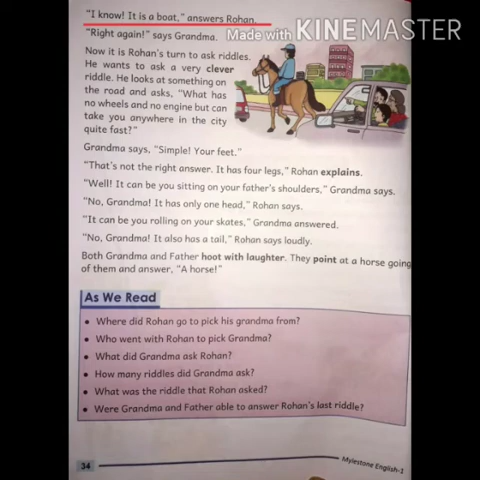 "I know! It is a boat," answers Rohan.
"Right again!" says Grandma.
Made with KINEMASTER
Now it is Rohan's turn to ask riddles.
He wants to ask a very clever
riddle. He looks at something on
the road and asks, "What has
no wheels and no engine but can
take you anywhere in the city
quite fast?"
Grandma says, "Simple! Your feet."
"That's not the right answer. It has four legs," Rohan explains.
"Well! It can be you sitting on your father's shoulders," Grandma says.
"No, Grandma! It has only one head," Rohan says.
"It can be you rolling on your skates," Grandma answered.
"No, Grandma! It also has a tail," Rohan says loudly.
Both Grandma and Father hoot with laughter. They point at a horse going
of them and answer, "A horse!"
As We Read
• Where did Rohan go to pick his grandma from?
• Who went with Rohan to pick Grandma?
• What did Grandma ask Rohan?
• How many riddles did Grandma ask?
• What was the riddle that Rohan asked?
• Were Grandma and Father able to answer Rohan's last riddle?
34
Mylestone English-1